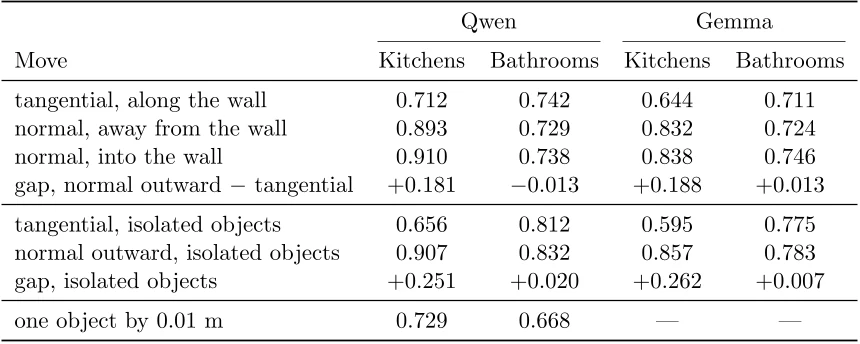 Qwen Gemma
Move Kitchens Bathrooms Kitchens Bathrooms
tangential, along the wall 0.712 0.742 0.644 0.711
normal, away from the wall 0.893 0.729 0.832 0.724
normal, into the wall 0.910 0.738 0.838 0.746
gap, normal outward − tangential +0.181 −0.013 +0.188 +0.013
tangential, isolated objects 0.656 0.812 0.595 0.775
normal outward, isolated objects 0.907 0.832 0.857 0.783
gap, isolated objects +0.251 +0.020 +0.262 +0.007
one object by 0.01 m 0.729 0.668 — —